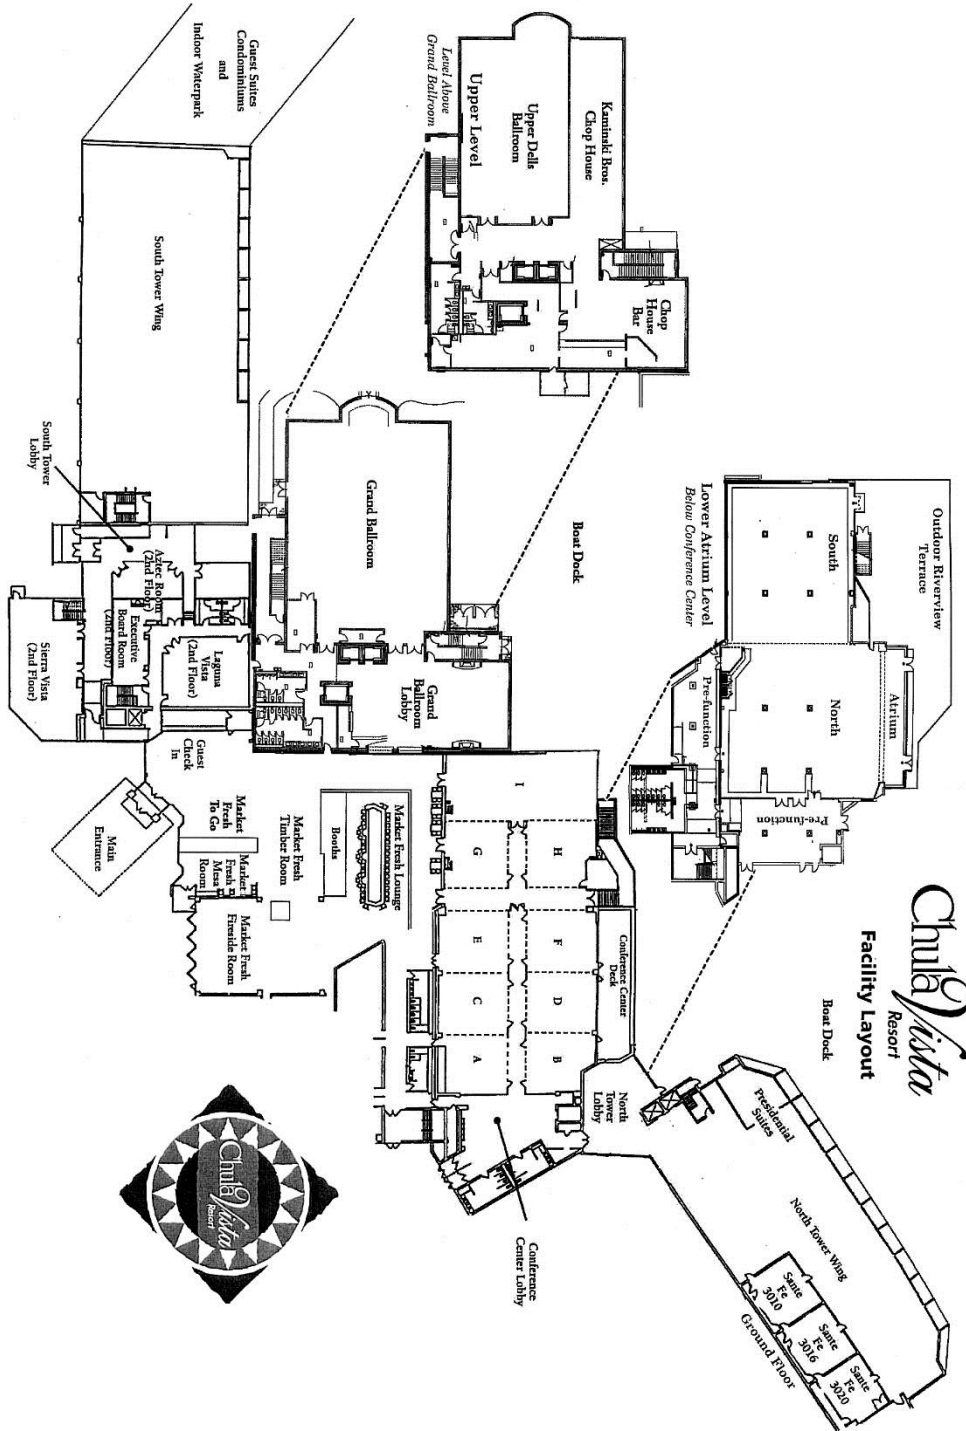 Chula Vista
Resort
Facility Layout
Guest Suites
Condominiums
and
Indoor Waterpark
South Tower Wing
South Tower
Lobby
Level Above
Grand Ballroom
Upper Level
Upper Dells
Ballroom
Kaminski Bros.
Chop House
Chop
House
Bar
Grand Ballroom
Boat Dock
Grand
Ballroom
Lobby
Aztec Room
(2nd Floor)
Executive
Board Room
(2nd Floor)
Laguna
Vista
(2nd Floor)
Sierra Vista
(2nd Floor)
Guest
Check
In
Main
Entrance
Market
Fresh
To Go
Market
Fresh
Mesa
Room
Market Fresh
Fireside Room
Market Fresh
Timber Room
Booths
Market Fresh Lounge
I
G
H
E
F
C
D
A
B
Conference Center
Deck
Lower Atrium Level
Below Conference Center
South
North
Atrium
Outdoor Riverview
Terrace
Pre-function
Pre-function
Boat Dock
North
Tower
Lobby
Conference
Center Lobby
Presidential
Suites
North Tower Wing
Sante
Fe
3010
Sante
Fe
3016
Sante
Fe
3020
Ground Floor
Chula Vista
Resort